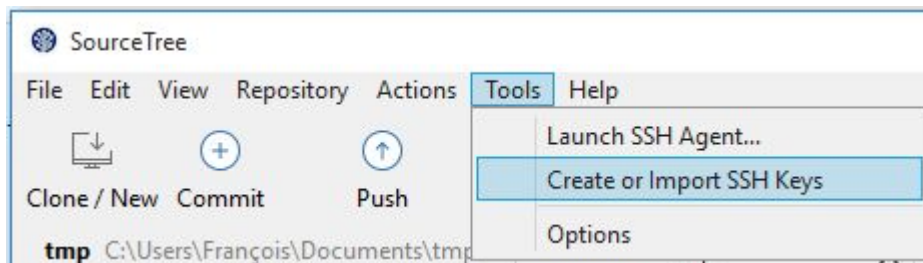 SourceTree
File Edit View Repository Actions Tools Help
Launch SSH Agent...
Create or Import SSH Keys
Clone / New Commit Push
Options
tmp C:\Users\François\Documents\tmp